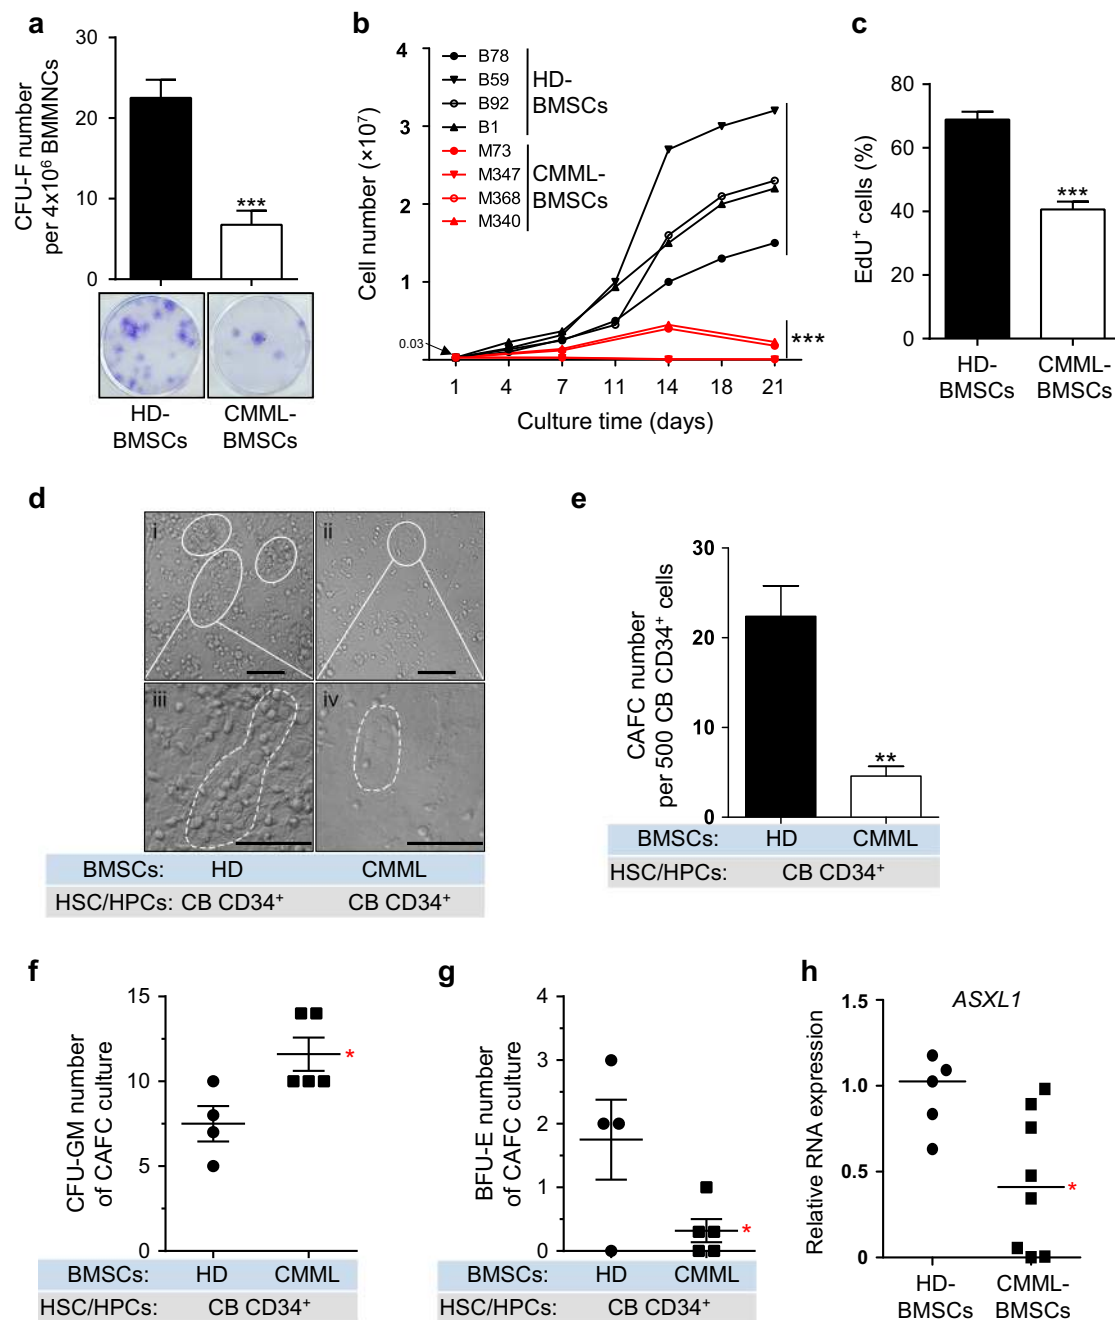 a
30
20
10
0
CFU-F number
per 4x10⁶ BMMNCs
***
HD-
BMSCs
CMML-
BMSCs
b
4
3
2
1
0.03
Cell number (×10⁷)
B78
B59
B92
B1
HD-
BMSCs
M73
M347
M368
M340
CMML-
BMSCs
***
1 4 7 11 14 18 21
Culture time (days)
c
80
60
40
20
0
EdU⁺ cells (%)
***
HD-
BMSCs
CMML-
BMSCs
d
i
ii
iii
iv
BMSCs: HD CMML
HSC/HPCs: CB CD34⁺ CB CD34⁺
e
30
20
10
0
CAFC number
per 500 CB CD34⁺ cells
**
BMSCs: HD CMML
HSC/HPCs: CB CD34⁺
f
15
10
5
0
CFU-GM number
of CAFC culture
*
BMSCs: HD CMML
HSC/HPCs: CB CD34⁺
g
4
3
2
1
0
BFU-E number
of CAFC culture
*
BMSCs: HD CMML
HSC/HPCs: CB CD34⁺
h
ASXL1
1.5
1.0
0.5
0
Relative RNA expression
*
HD-
BMSCs
CMML-
BMSCs